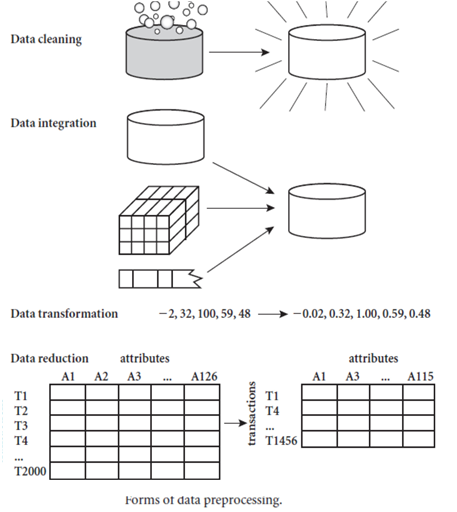 Data cleaning
Data integration
Data transformation −2, 32, 100, 59, 48 −0.02, 0.32, 1.00, 0.59, 0.48
Data reduction attributes attributes
A1 A2 A3 ... A126 A1 A3 ... A115
transactions
T1 T1
T2 T4
T3 ...
T4 T1456
...
T2000
Forms of data preprocessing.